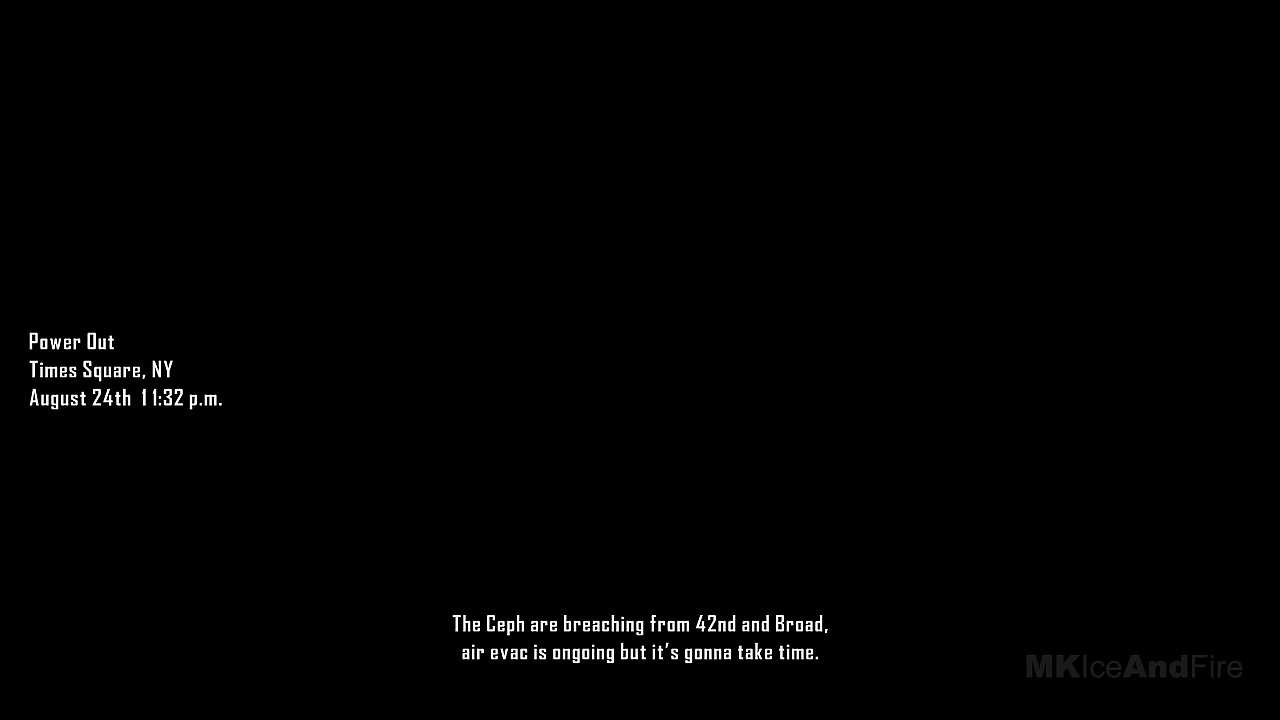 Power Out
Times Square, NY
August 24th 11:32 p.m.
The Ceph are breaching from 42nd and Broad,
air evac is ongoing but it's gonna take time.
MKIceAndFire